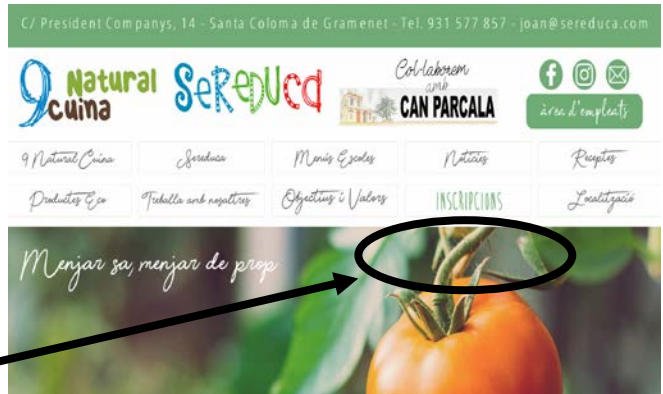 C/ President Companys, 14 - Santa Coloma de Gramenet - Tel. 931 577 857 - joan@sereduca.com
9 Natural Cuina
SeReDUCa
Col·laborem amb
CAN PARCALA
àrea d'empleats
9 Natural Cuina
Sereduca
Menús Escoles
Notícies
Receptes
Productes Eco
Treballa amb nosaltres
Objectius i Valors
INSCRIPCIONS
Localització
Menjar sa, menjar de prop